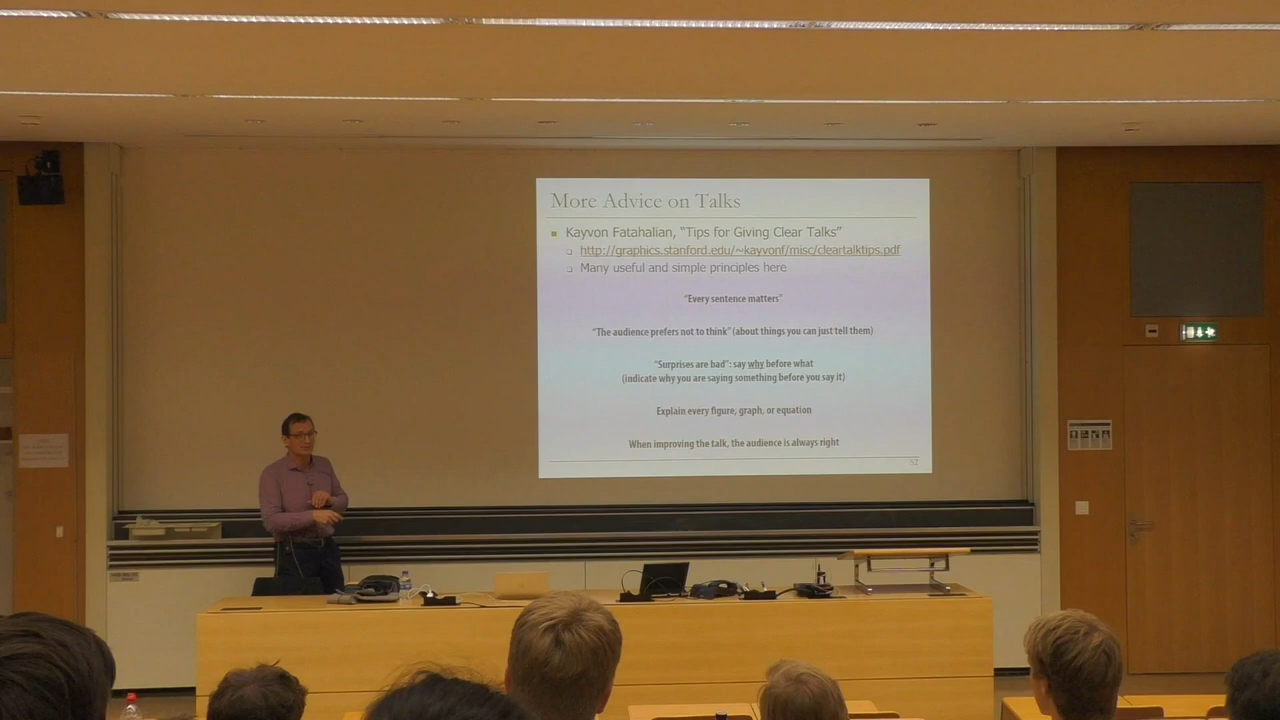 More Advice on Talks
Kayvon Fatahalian, “Tips for Giving Clear Talks”
http://graphics.stanford.edu/~kayvonf/misc/cleartalktips.pdf
Many useful and simple principles here
“Every sentence matters”
“The audience prefers not to think” (about things you can just tell them)
“Surprises are bad”: say why before what
(indicate why you are saying something before you say it)
Explain every figure, graph, or equation
When improving the talk, the audience is always right
52